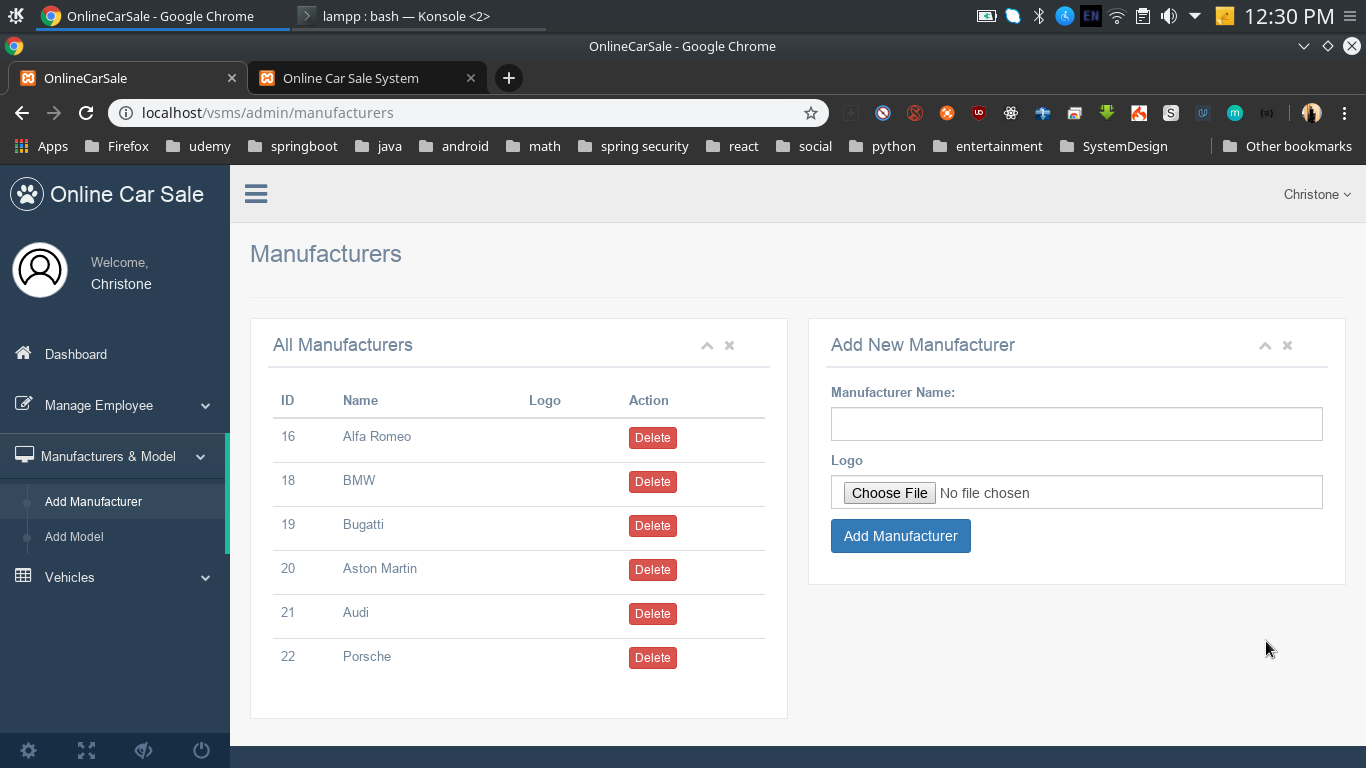 OnlineCarSale - Google Chrome
lampp : bash — Konsole <2>
EN
12:30 PM
OnlineCarSale - Google Chrome
OnlineCarSale
Online Car Sale System
localhost/vsms/admin/manufacturers
Apps
Firefox
udemy
springboot
java
android
math
spring security
react
social
python
entertainment
SystemDesign
Other bookmarks
Online Car Sale
Christone
Welcome,
Christone
Dashboard
Manage Employee
Manufacturers & Model
Add Manufacturer
Add Model
Vehicles
Manufacturers
All Manufacturers
ID Name Logo Action
16 Alfa Romeo Delete
18 BMW Delete
19 Bugatti Delete
20 Aston Martin Delete
21 Audi Delete
22 Porsche Delete
Add New Manufacturer
Manufacturer Name:
Logo
Choose File No file chosen
Add Manufacturer